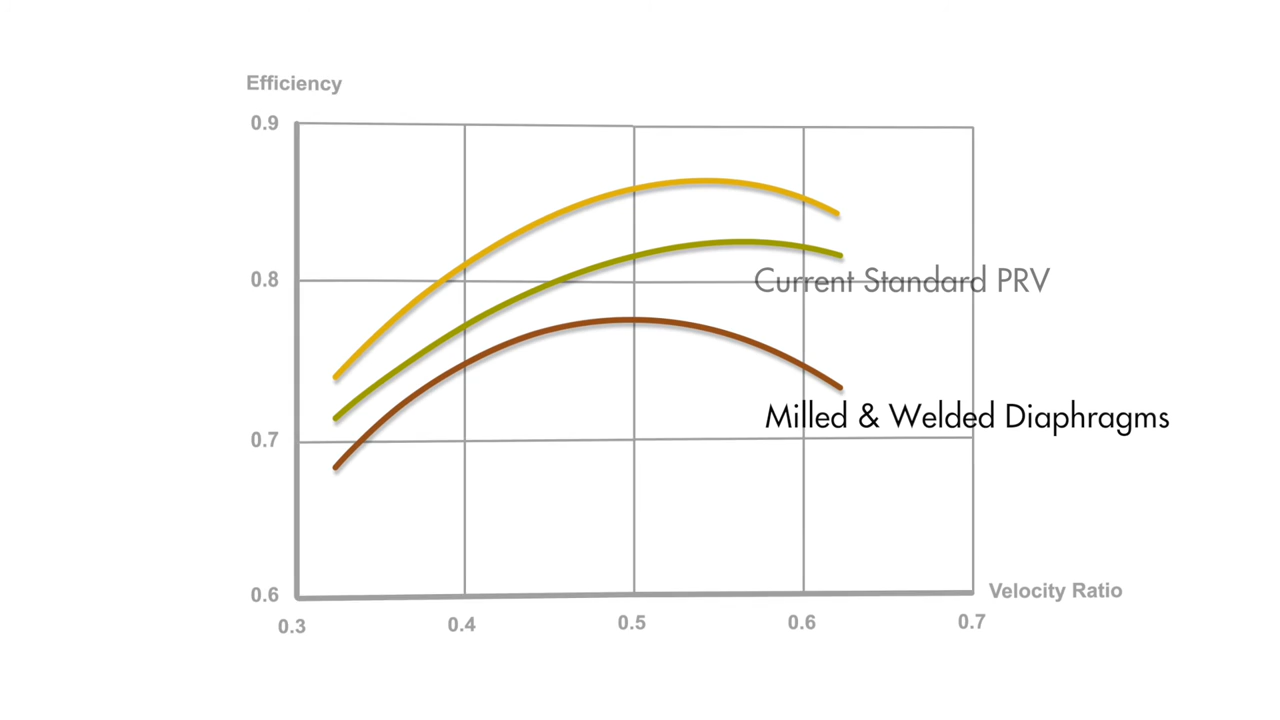 Efficiency
0.9
0.8
Current Standard PRV
Milled & Welded Diaphragms
0.7
0.6
Velocity Ratio
0.3
0.4
0.5
0.6
0.7